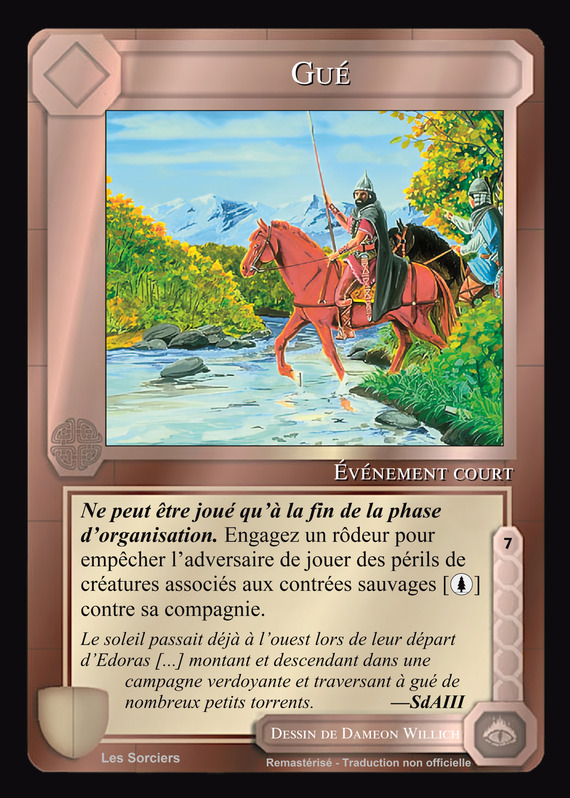 Gué
Événement court
Ne peut être joué qu’à la fin de la phase
d’organisation. Engagez un rôdeur pour
empêcher l’adversaire de jouer des périls de
créatures associés aux contrées sauvages [ ]
contre sa compagnie.
7
Le soleil passait déjà à l’ouest lors de leur départ
d’Edoras [...] montant et descendant dans une
campagne verdoyante et traversant à gué de
nombreux petits torrents. —SdAIII
Dessin de Dameon Willich
Les Sorciers
Remastérisé - Traduction non officielle